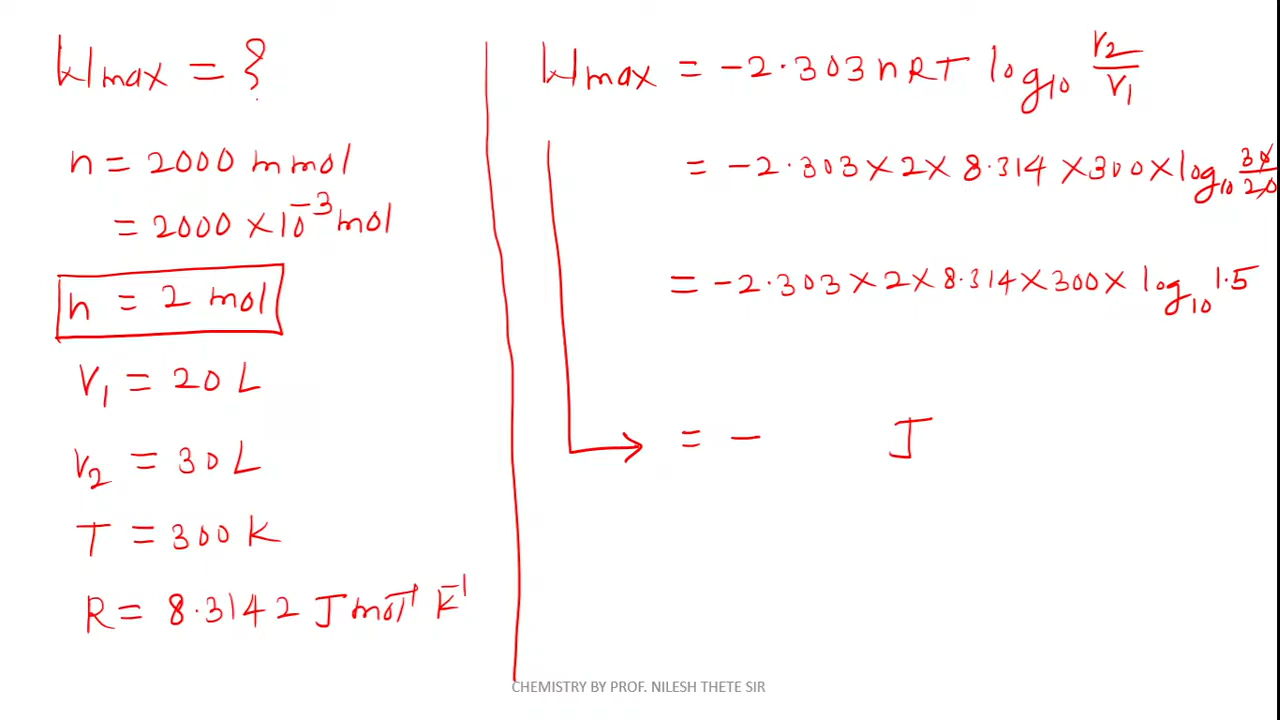 Wmax = ?
n = 2000 mmol
= 2000 × 10⁻³ mol
n = 2 mol
V₁ = 20 L
V₂ = 30 L
T = 300 K
R = 8.3142 J mol⁻¹ K⁻¹
Wmax = -2.303 nRT log₁₀ V₂/V₁
= -2.303 × 2 × 8.314 × 300 × log₁₀ 30/20
= -2.303 × 2 × 8.314 × 300 × log₁₀ 1.5
= - J
CHEMISTRY BY PROF. NILESH THETE SIR